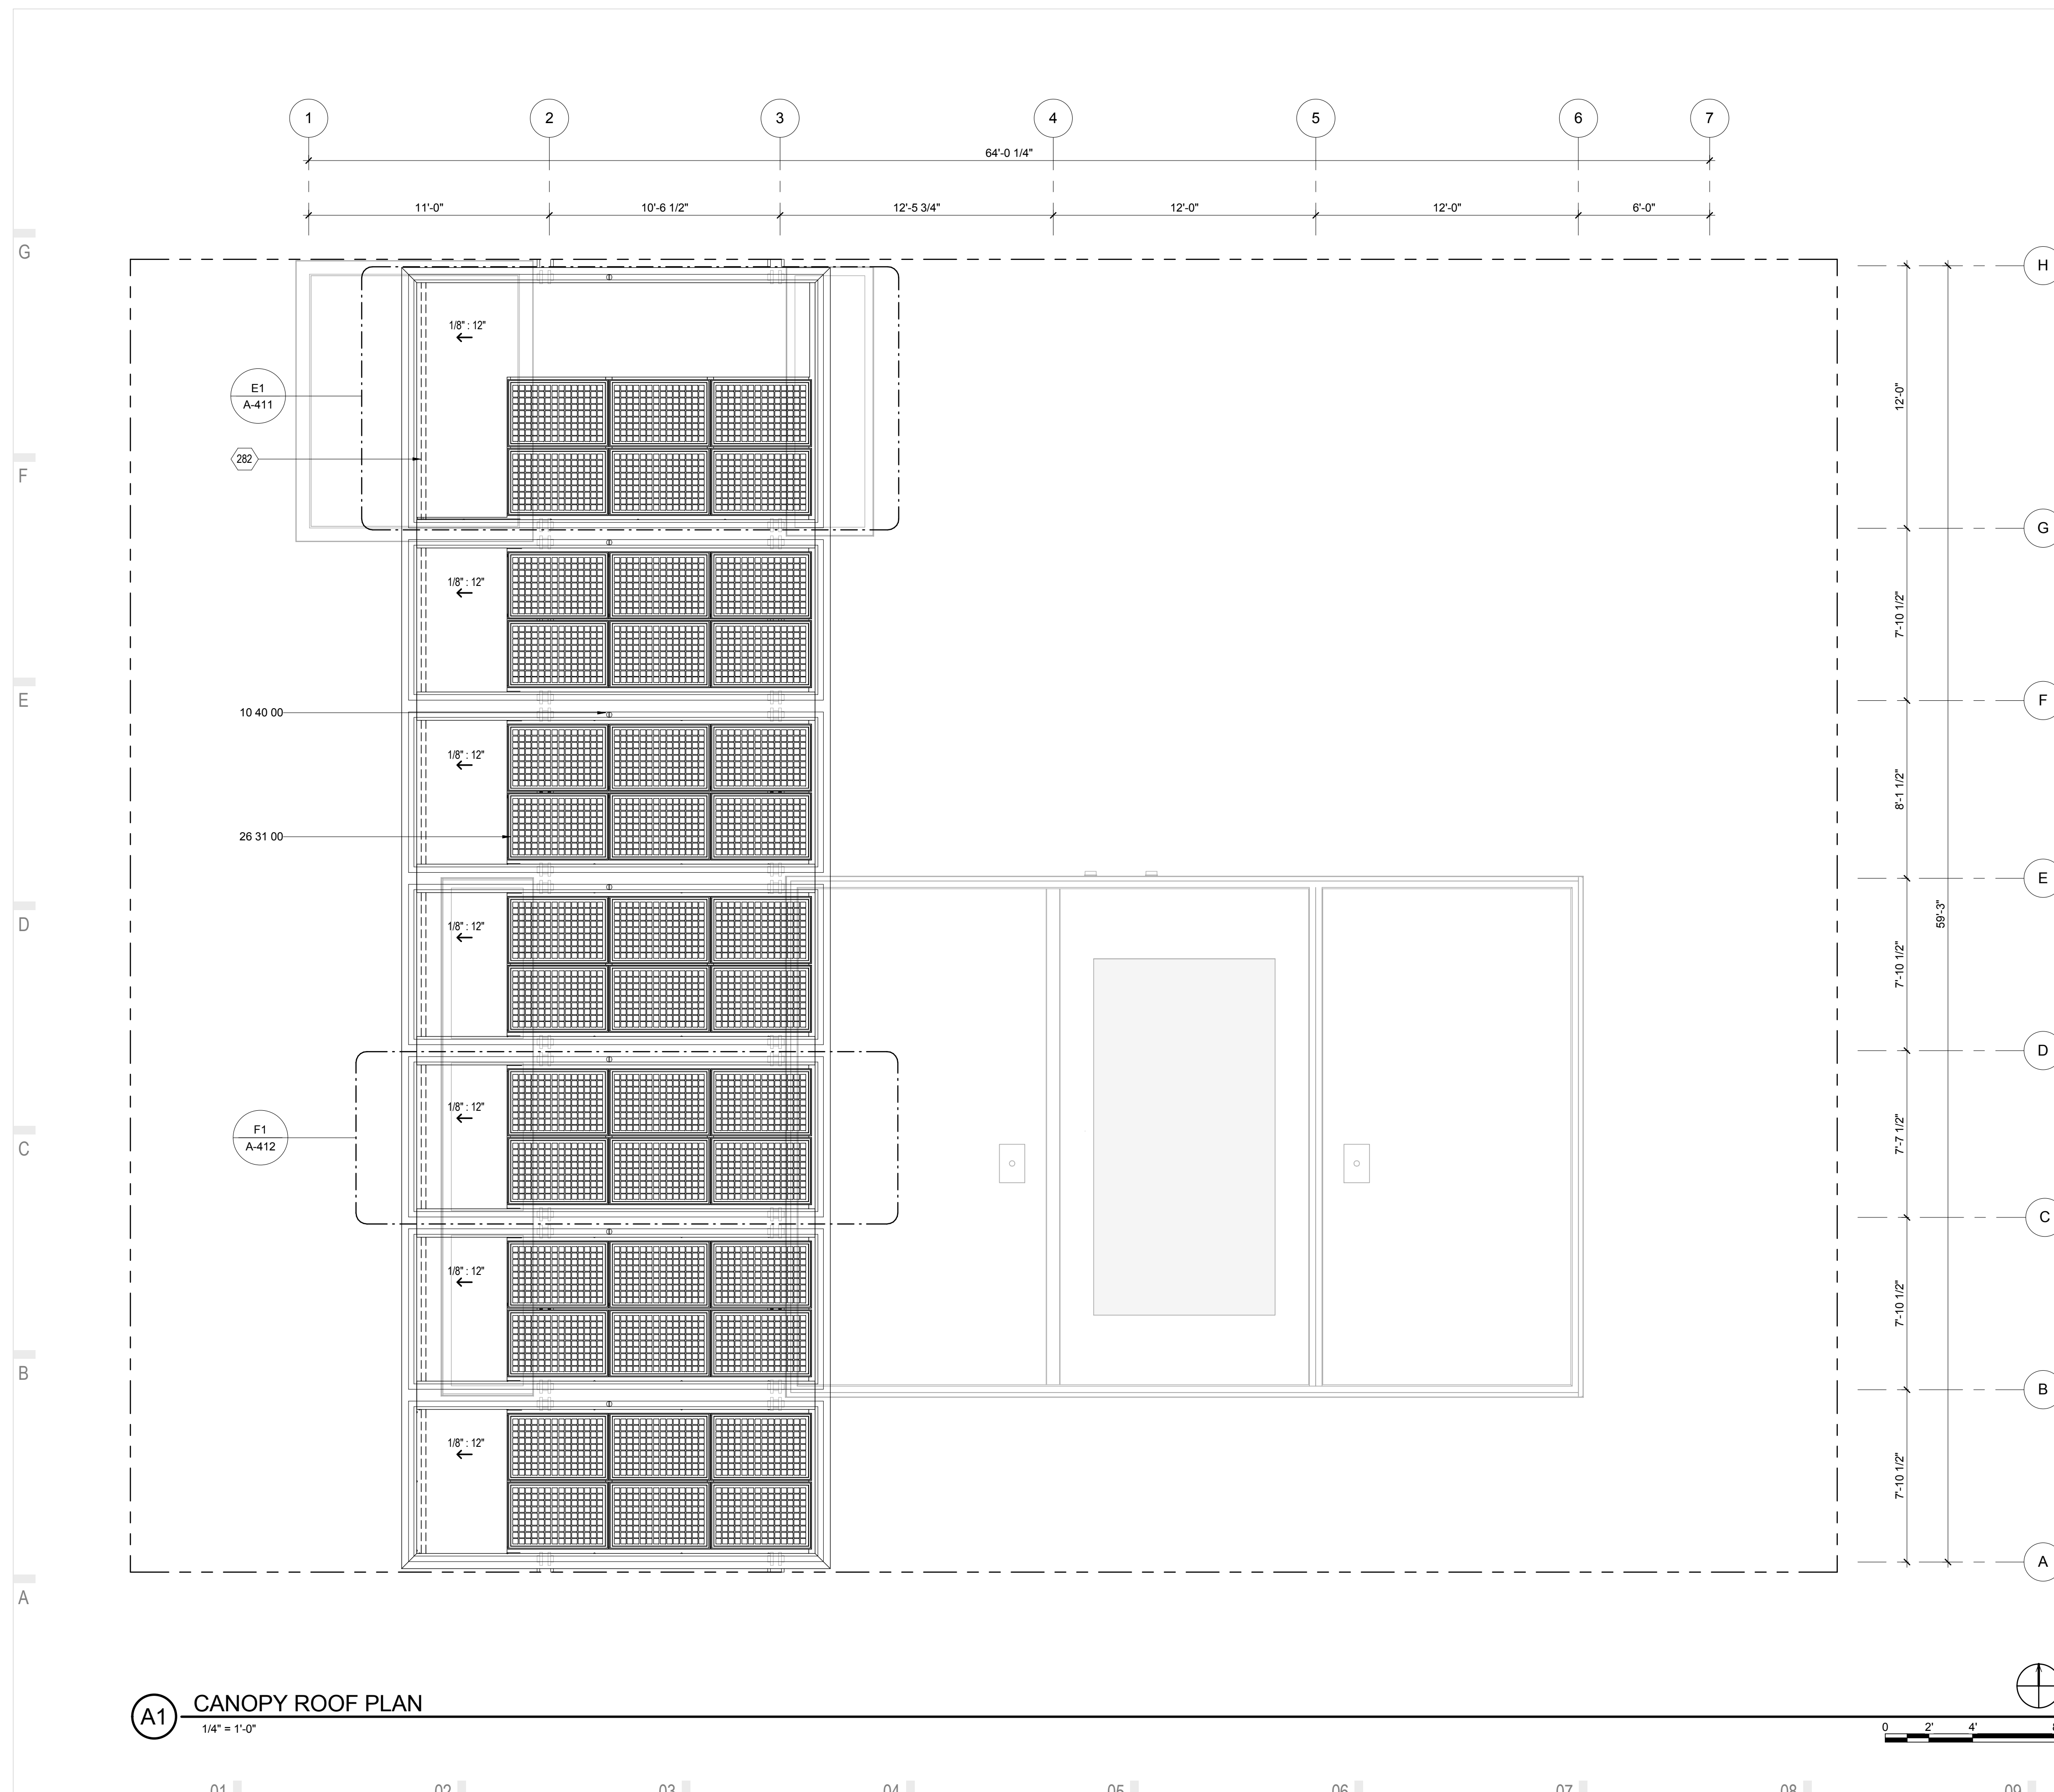 1 2 3 4 5 6 7
64'-0 1/4"
11'-0" 10'-6 1/2" 12'-5 3/4" 12'-0" 12'-0" 6'-0"
G
H
1/8" : 12"
E1
A-411
12'-0"
282
F
G
1/8" : 12"
7'-10 1/2"
E
F
10 40 00
1/8" : 12"
8'-1 1/2"
26 31 00
E
D
1/8" : 12"
59'-3"
7'-10 1/2"
D
1/8" : 12"
F1
A-412
7'-7 1/2"
C
C
1/8" : 12"
7'-10 1/2"
B
B
1/8" : 12"
7'-10 1/2"
A
A
A1
CANOPY ROOF PLAN
1/4" = 1'-0"
0 2' 4'
01 02 03 04 05 06 07 08 09